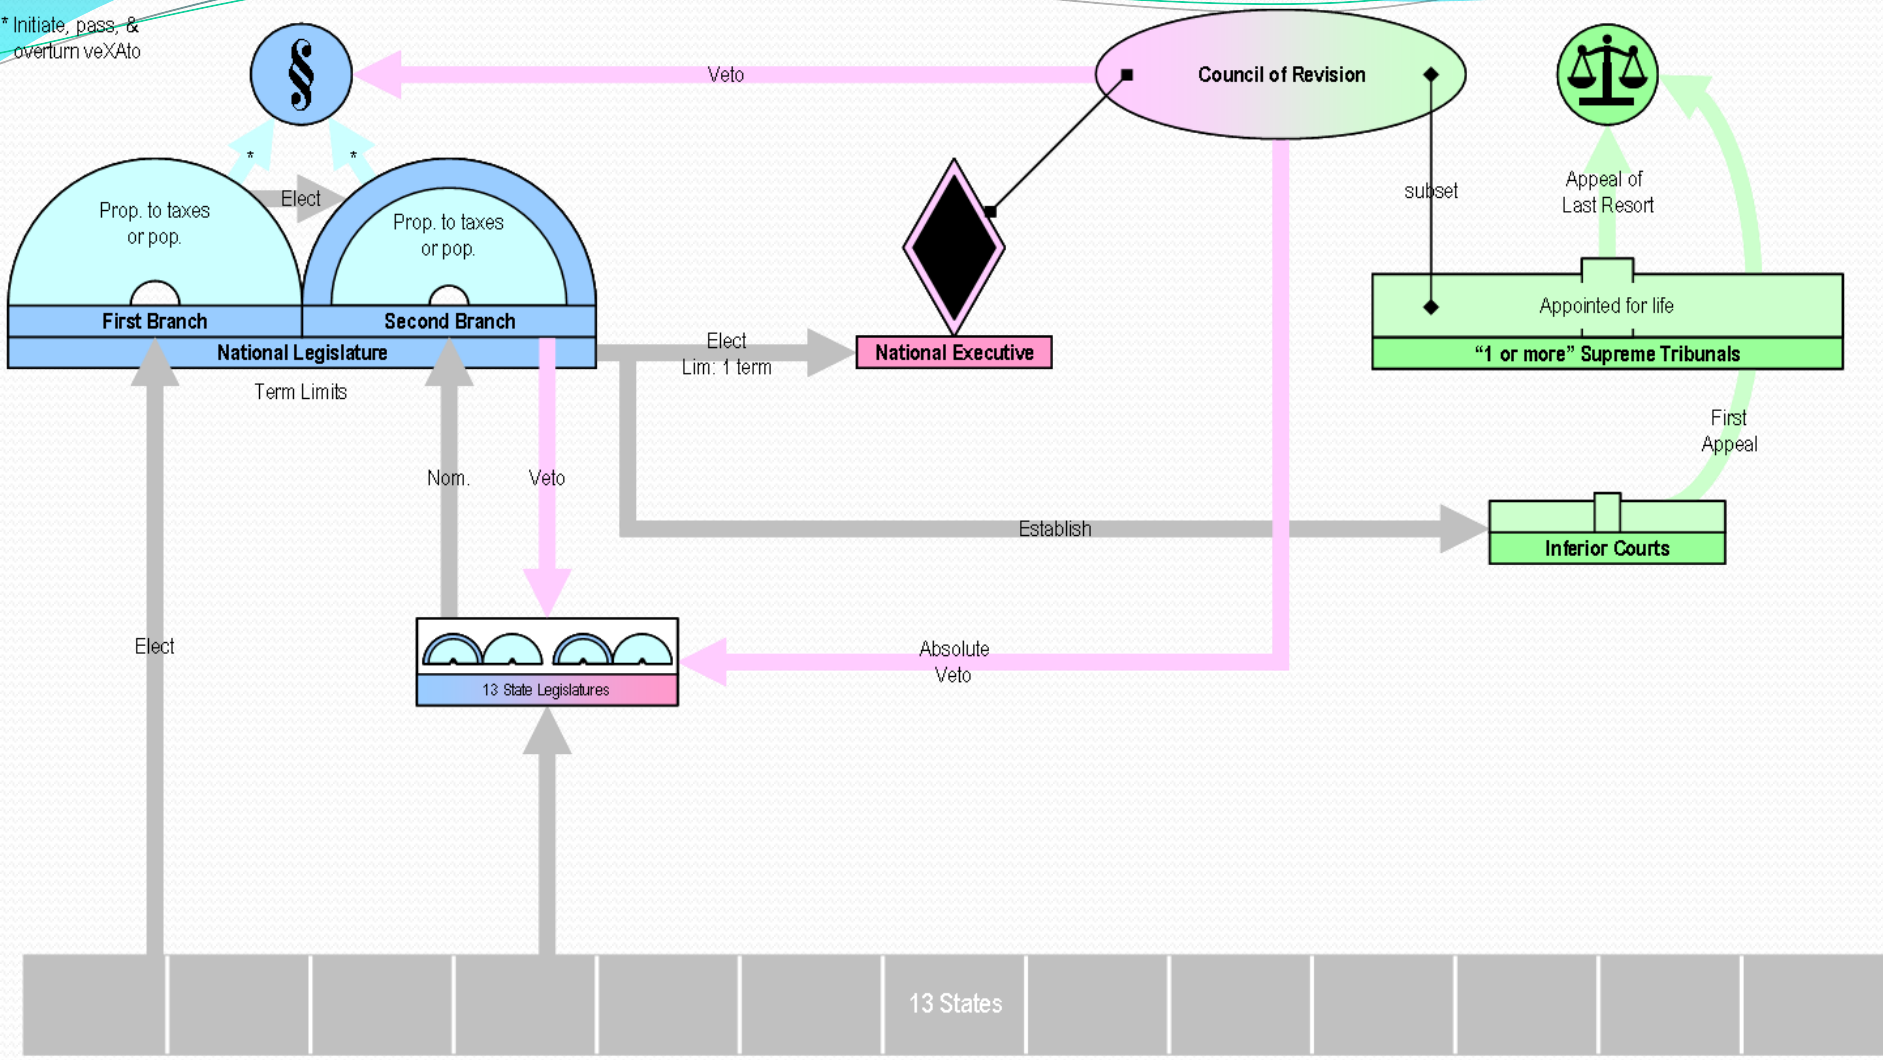 * Initiate, pass, &
overturn veXAto
§
Veto
Council of Revision
*
*
Elect
subset
Appeal of
Last Resort
Prop. to taxes
or pop.
Prop. to taxes
or pop.
Appointed for life
First Branch
Second Branch
National Legislature
Term Limits
Elect
Lim: 1 term
National Executive
“1 or more” Supreme Tribunals
First
Appeal
Nom.
Veto
Establish
Inferior Courts
Elect
Absolute
Veto
13 State Legislatures
13 States